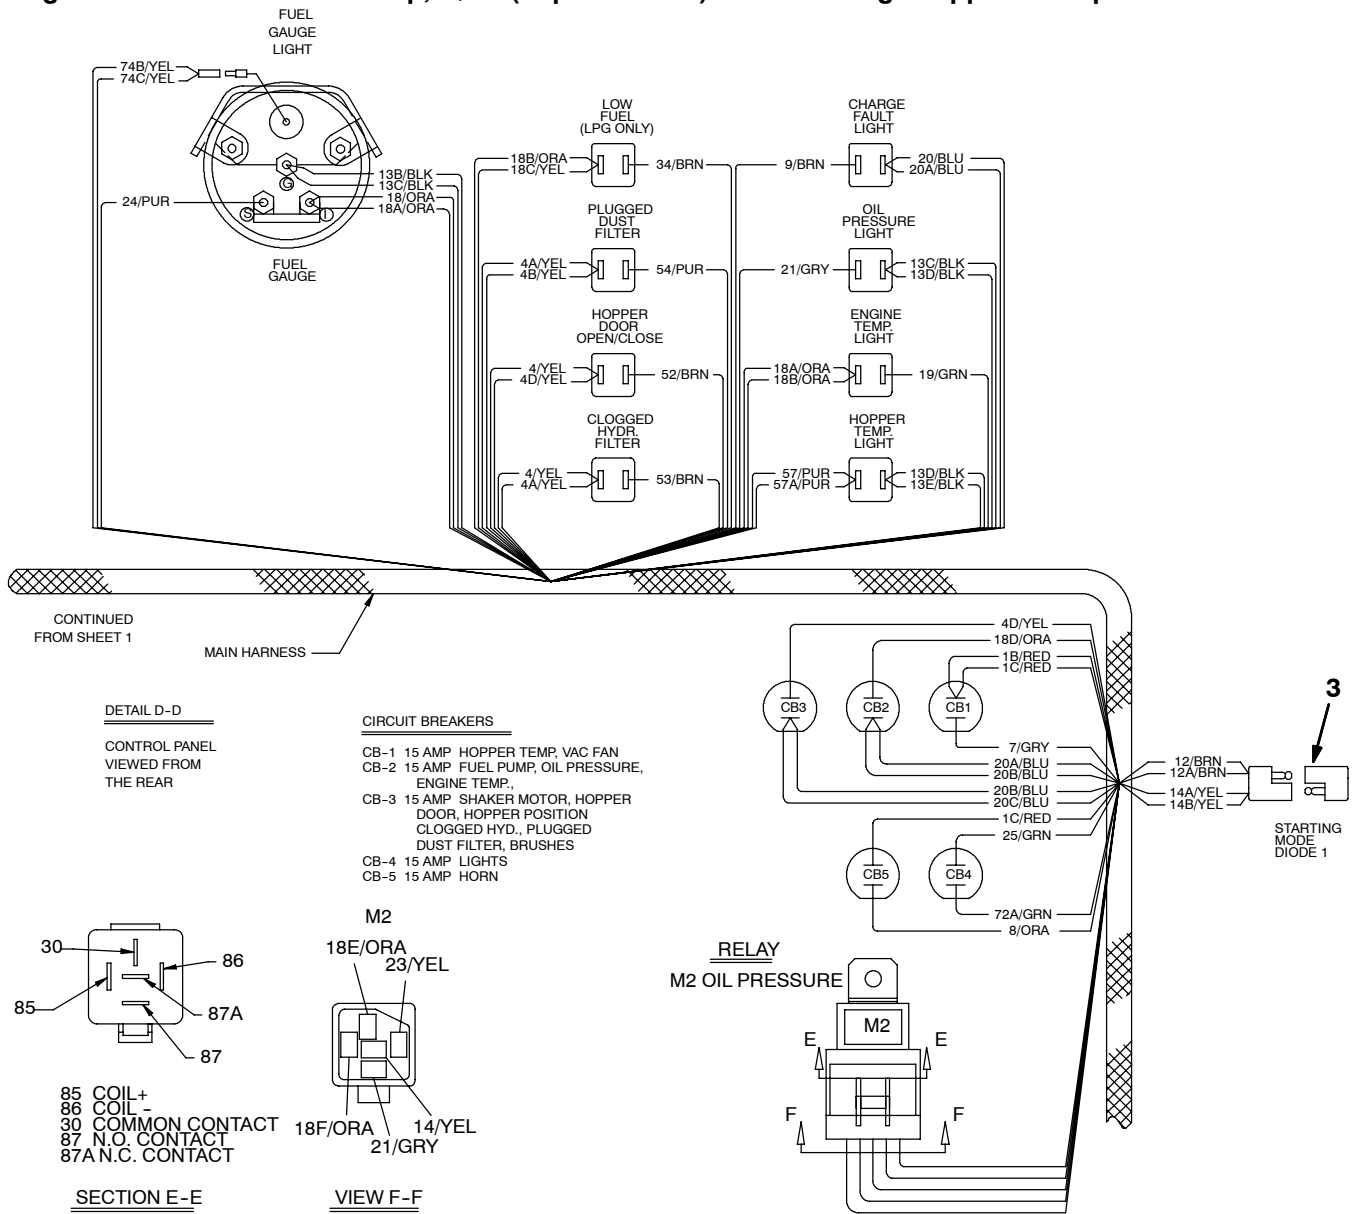 FUEL
GAUGE
LIGHT
74B/YEL
74C/YEL
24/PUR
13B/BLK
13C/BLK
18/ORA
18A/ORA
G
S
I
FUEL
GAUGE
LOW
FUEL
(LPG ONLY)
18B/ORA
18C/YEL
34/BRN
PLUGGED
DUST
FILTER
4A/YEL
4B/YEL
54/PUR
HOPPER
DOOR
OPEN/CLOSE
4/YEL
4D/YEL
52/BRN
CLOGGED
HYDR.
FILTER
4/YEL
4A/YEL
53/BRN
CHARGE
FAULT
LIGHT
9/BRN
20/BLU
20A/BLU
OIL
PRESSURE
LIGHT
21/GRY
13C/BLK
13D/BLK
ENGINE
TEMP.
LIGHT
18A/ORA
18B/ORA
19/GRN
HOPPER
TEMP.
LIGHT
57/PUR
57A/PUR
13D/BLK
13E/BLK
CONTINUED
FROM SHEET 1
MAIN HARNESS
DETAIL D-D
CONTROL PANEL
VIEWED FROM
THE REAR
CIRCUIT BREAKERS
CB-1 15 AMP HOPPER TEMP, VAC FAN
CB-2 15 AMP FUEL PUMP, OIL PRESSURE,
ENGINE TEMP.,
CB-3 15 AMP SHAKER MOTOR, HOPPER
DOOR, HOPPER POSITION
CLOGGED HYD., PLUGGED
DUST FILTER, BRUSHES
CB-4 15 AMP LIGHTS
CB-5 15 AMP HORN
4D/YEL
18D/ORA
1B/RED
1C/RED
CB3
CB2
CB1
7/GRY
20A/BLU
20B/BLU
20B/BLU
20C/BLU
1C/RED
25/GRN
CB5
CB4
72A/GRN
8/ORA
3
12/BRN
12A/BRN
14A/YEL
14B/YEL
STARTING
MODE
DIODE 1
30
86
85
87A
87
85 COIL+
86 COIL -
30 COMMON CONTACT
87 N.O. CONTACT
87A N.C. CONTACT
SECTION E-E
M2
18E/ORA
23/YEL
18F/ORA
14/YEL
21/GRY
VIEW F-F
RELAY
M2 OIL PRESSURE
M2
E
E
F
F